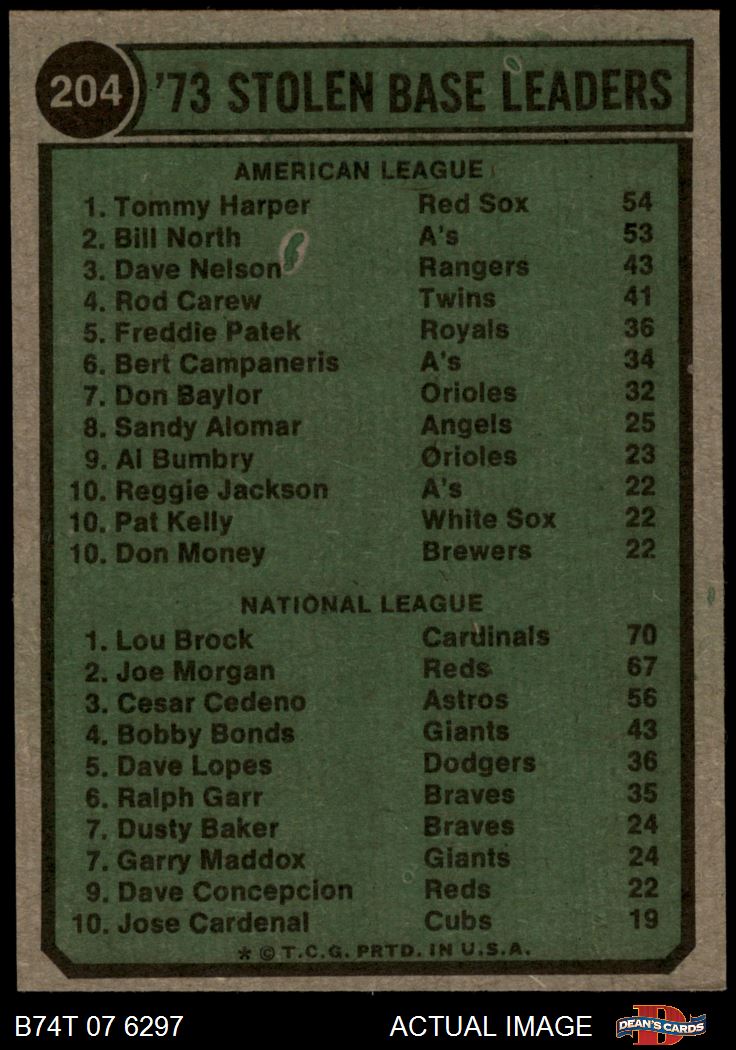 204 '73 STOLEN BASE LEADERS
AMERICAN LEAGUE
1. Tommy Harper Red Sox 54
2. Bill North A's 53
3. Dave Nelson Rangers 43
4. Rod Carew Twins 41
5. Freddie Patek Royals 36
6. Bert Campaneris A's 34
7. Don Baylor Orioles 32
8. Sandy Alomar Angels 25
9. Al Bumbry Orioles 23
10. Reggie Jackson A's 22
10. Pat Kelly White Sox 22
10. Don Money Brewers 22
NATIONAL LEAGUE
1. Lou Brock Cardinals 70
2. Joe Morgan Reds 67
3. Cesar Cedeno Astros 56
4. Bobby Bonds Giants 43
5. Dave Lopes Dodgers 36
6. Ralph Garr Braves 35
7. Dusty Baker Braves 24
7. Garry Maddox Giants 24
9. Dave Concepcion Reds 22
10. Jose Cardenal Cubs 19
* © T.C.G. PRTD. IN U.S.A.
B74T 07 6297 ACTUAL IMAGE D DEAN'S CARDS